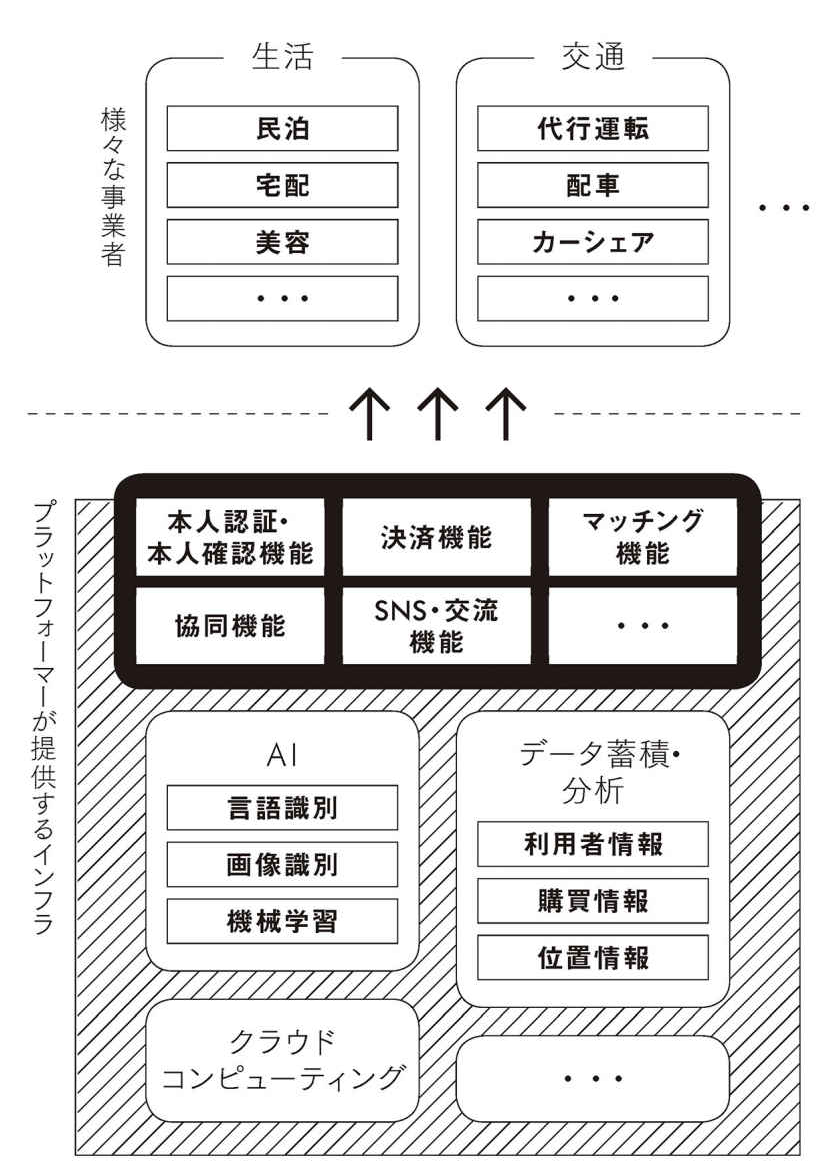 様々な事業者
生活
民泊
宅配
美容
・・・
交通
代行運転
配車
カーシェア
・・・
・・・
プラットフォーマーが提供するインフラ
本人認証・
本人確認機能
決済機能
マッチング
機能
協同機能
SNS・交流
機能
・・・
AI
言語識別
画像識別
機械学習
データ蓄積・
分析
利用者情報
購買情報
位置情報
クラウド
コンピューティング
・・・